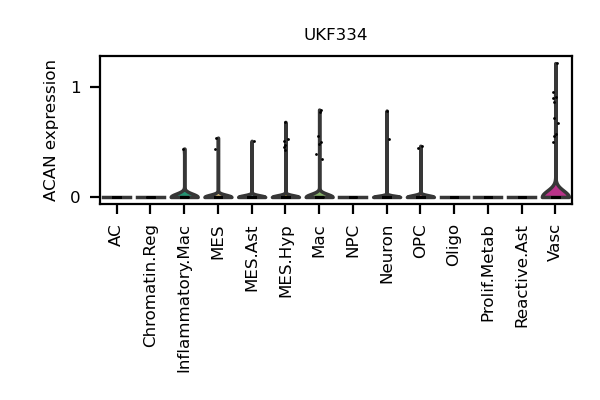 UKF334
ACAN expression
1
0
AC
Chromatin.Reg
Inflammatory.Mac
MES
MES.Ast
MES.Hyp
Mac
NPC
Neuron
OPC
Oligo
Prolif.Metab
Reactive.Ast
Vasc